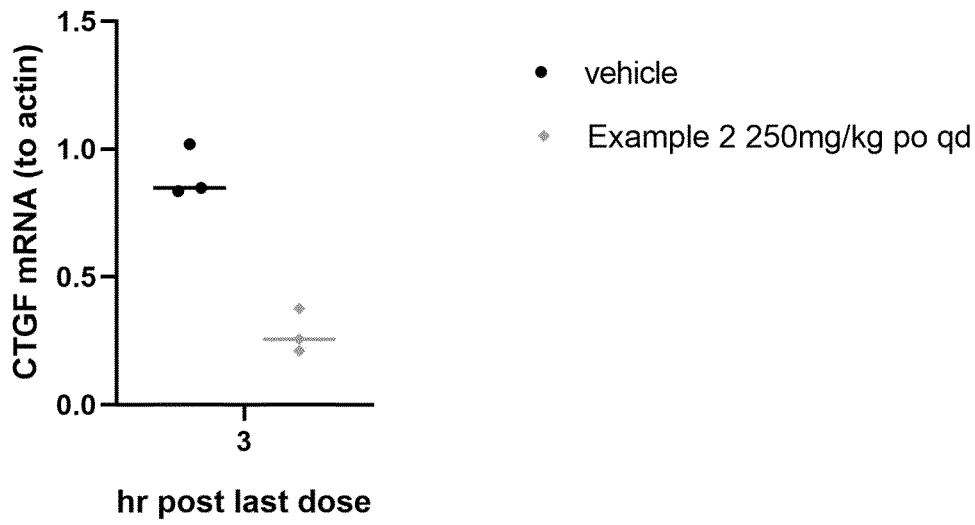 CTGF mRNA (to actin)
1.5
1.0
0.5
0.0
3
hr post last dose
vehicle
Example 2 250mg/kg po qd